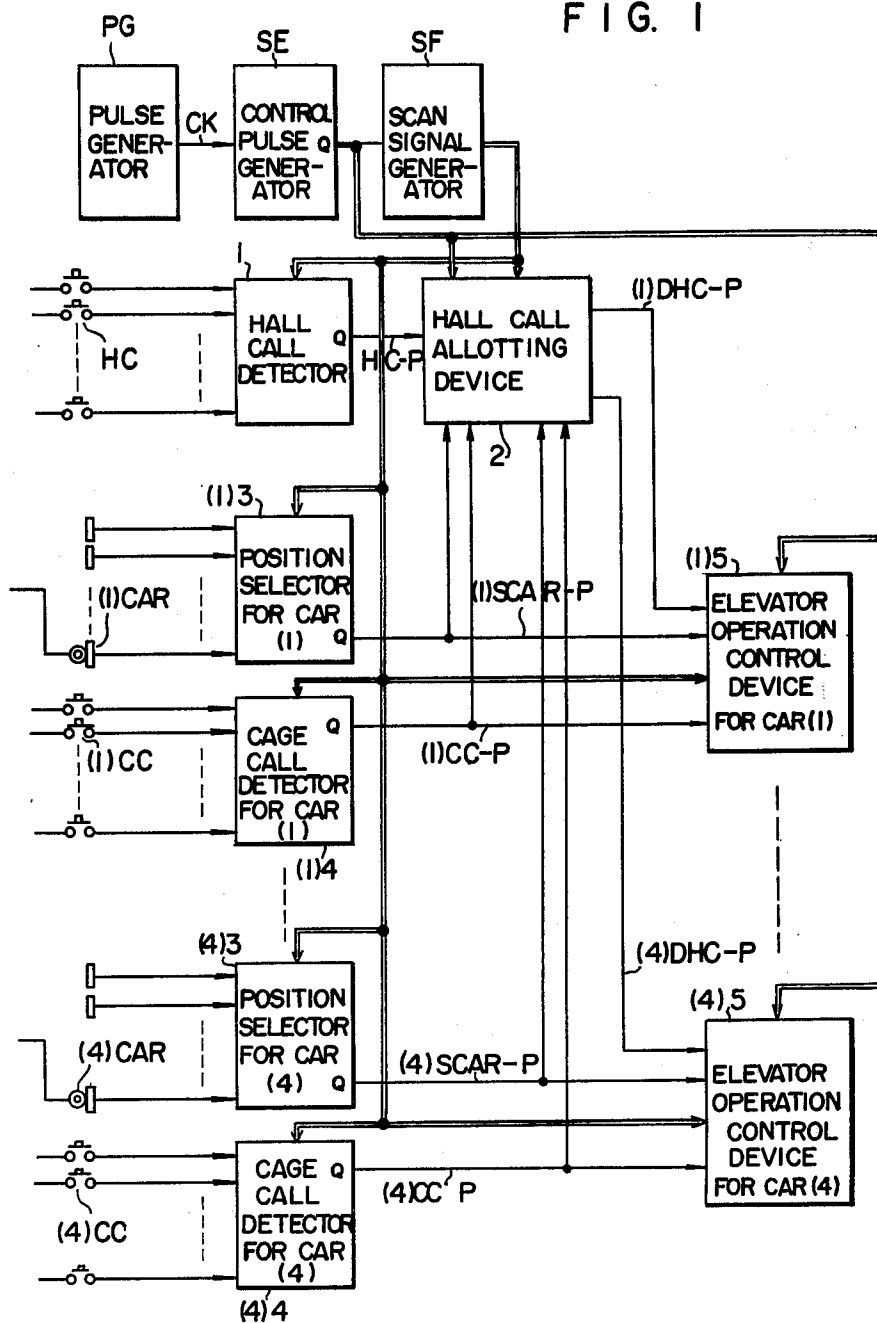 FIG. 1
PG
SE
SF
PULSE
GENER-
ATOR
CK
CONTROL
PULSE Q
GENER-
ATOR
SCAN
SIGNAL
GENER-
ATOR
1
HALL
CALL
DETECTOR
Q
HC
HC-P
HALL CALL
ALLOTTING
DEVICE
2
(1)DHC-P
(1)3
POSITION
SELECTOR
FOR CAR
(1)
Q
(1)CAR
(1)SCAR-P
(1)5
ELEVATOR
OPERATION
CONTROL
DEVICE
FOR CAR(1)
CAGE
CALL
DETECTOR
FOR CAR
(1)
Q
(1)CC
(1)CC-P
(1)4
(4)3
POSITION
SELECTOR
FOR CAR
(4)
Q
(4)CAR
(4)SCAR-P
(4)DHC-P
(4)5
ELEVATOR
OPERATION
CONTROL
DEVICE
FOR CAR(4)
CAGE
CALL
DETECTOR
FOR CAR
(4)
Q
(4)CC
(4)CC P
(4)4